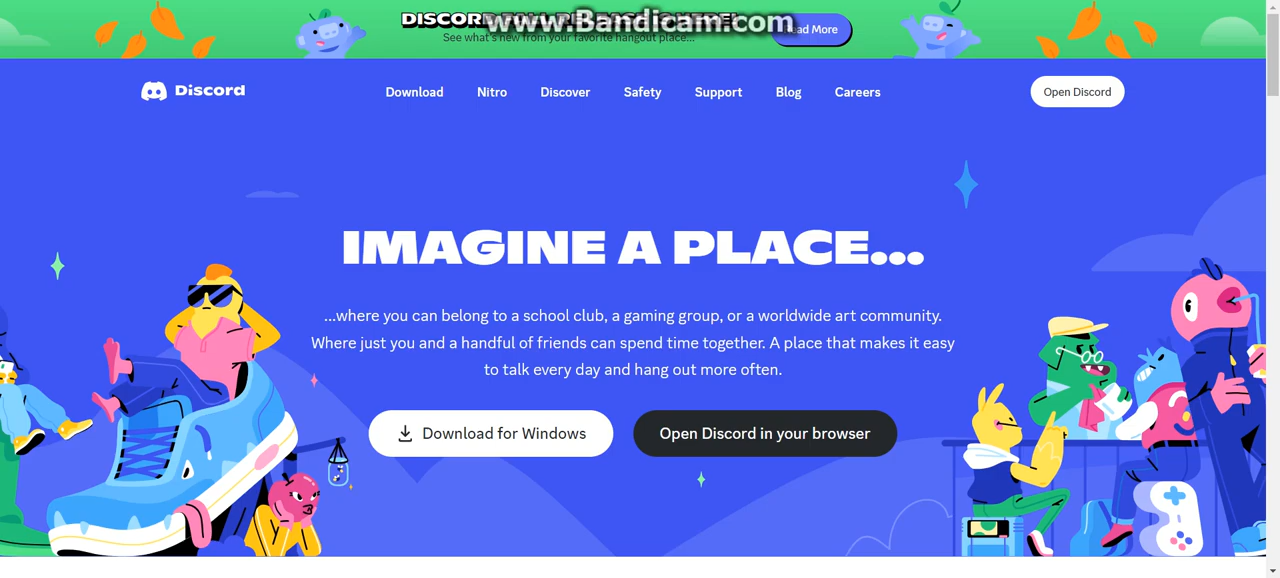 DISCORD
www.Bandicam.com
See what's new from your favorite hangout place...
Read More
Discord
Download
Nitro
Discover
Safety
Support
Blog
Careers
Open Discord
IMAGINE A PLACE...
...where you can belong to a school club, a gaming group, or a worldwide art community.
Where just you and a handful of friends can spend time together. A place that makes it easy
to talk every day and hang out more often.
Download for Windows
Open Discord in your browser